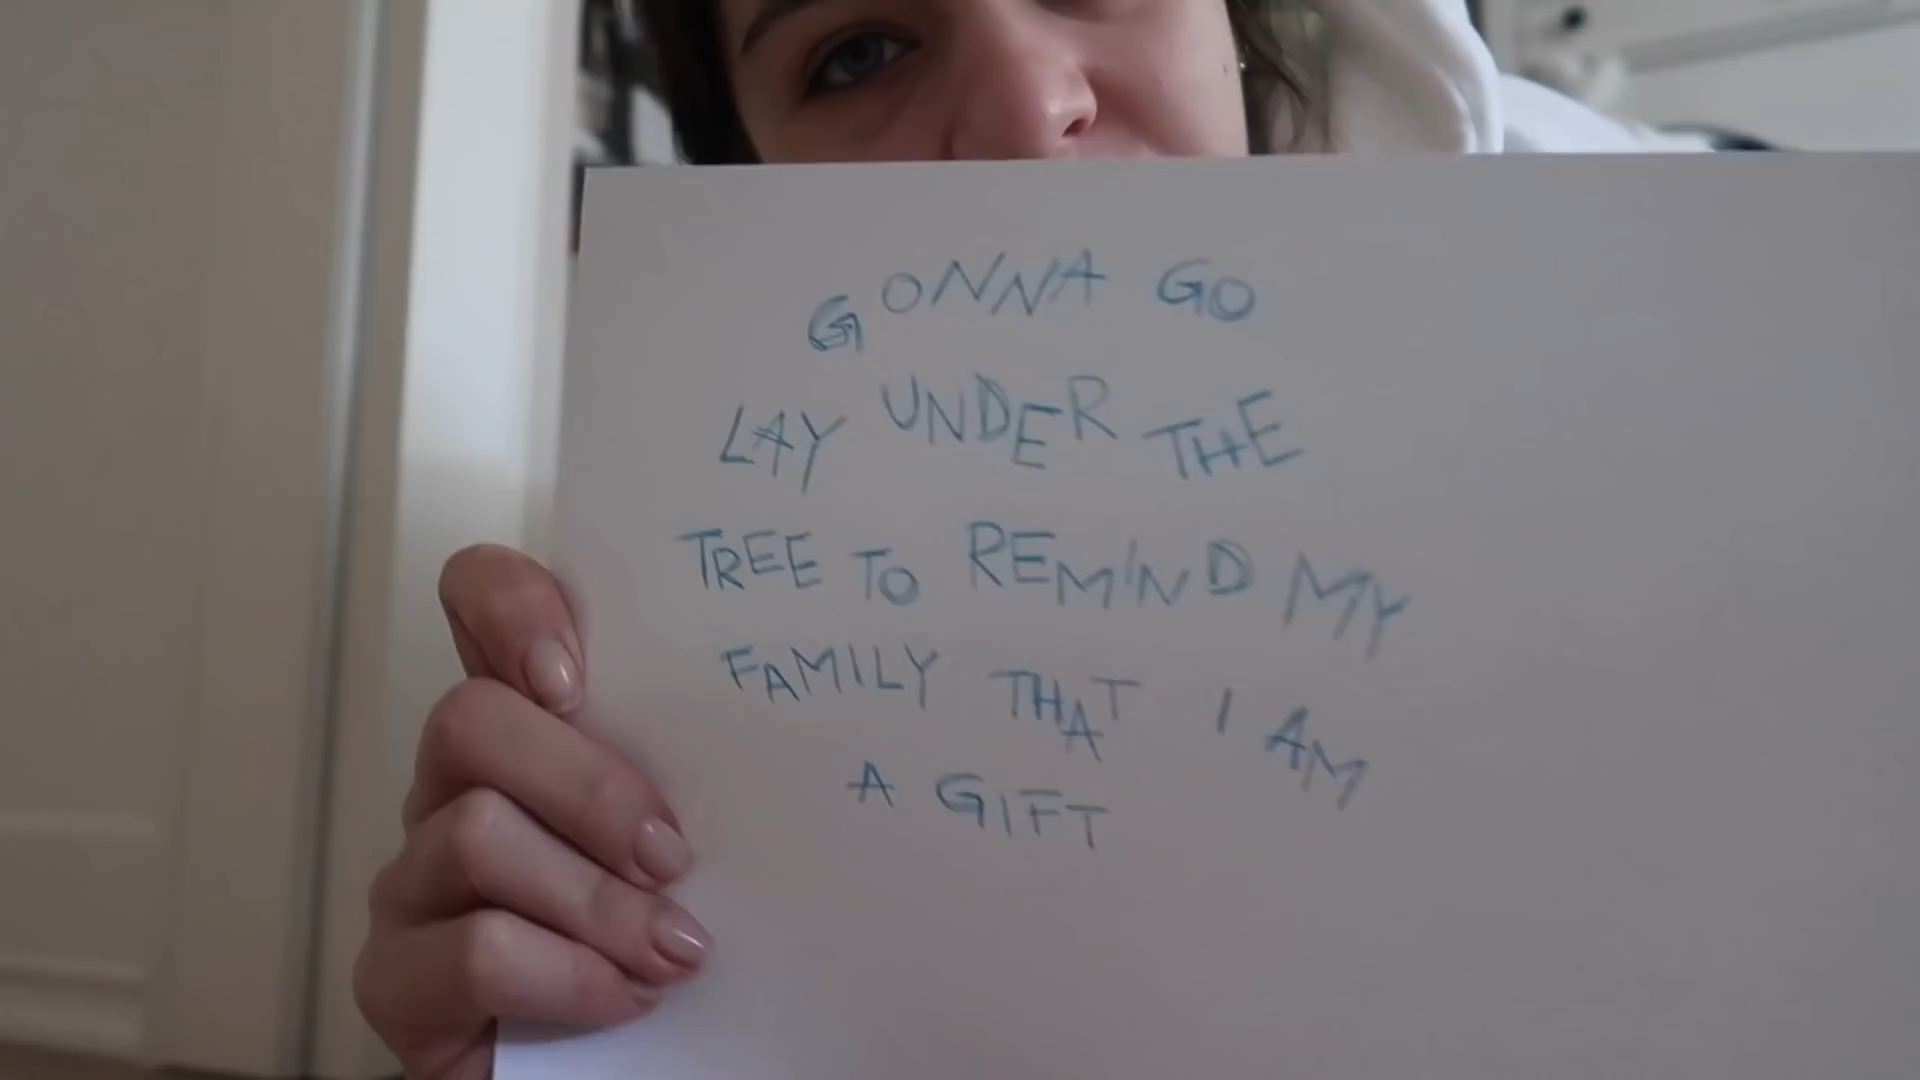 GONNA GO
LAY UNDER THE
TREE TO REMIND MY
FAMILY THAT I AM
A GIFT